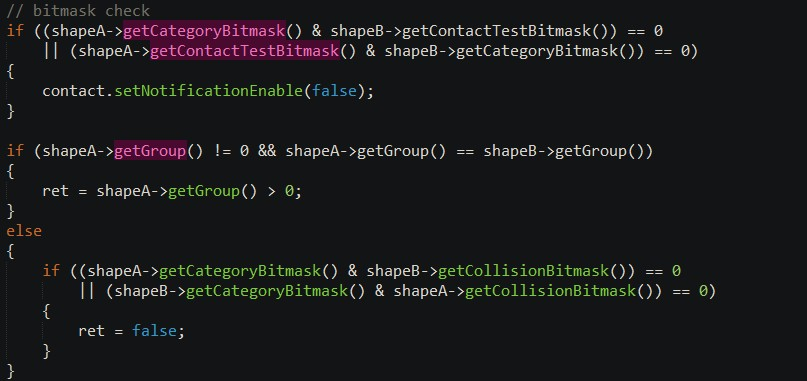 // bitmask check
if ((shapeA->getCategoryBitmask() & shapeB->getContactTestBitmask()) == 0
    || (shapeA->getContactTestBitmask() & shapeB->getCategoryBitmask()) == 0)
{
    contact.setNotificationEnable(false);
}

if (shapeA->getGroup() != 0 && shapeA->getGroup() == shapeB->getGroup())
{
    ret = shapeA->getGroup() > 0;
}
else
{
    if ((shapeA->getCategoryBitmask() & shapeB->getCollisionBitmask()) == 0
        || (shapeB->getCategoryBitmask() & shapeA->getCollisionBitmask()) == 0)
    {
        ret = false;
    }
}